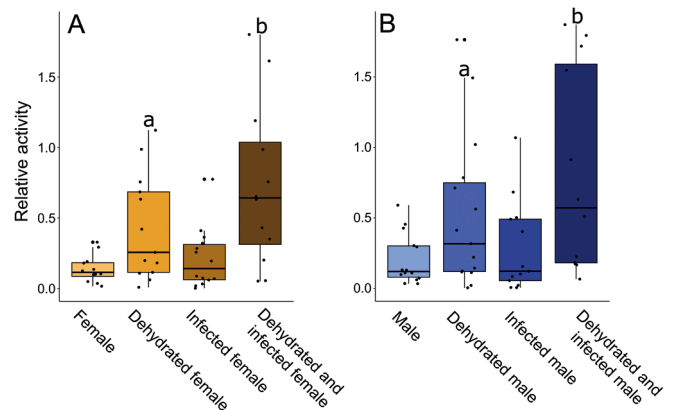 A
B
b
b
a
a
Relative activity
1.5
1.0
0.5
0.0
1.5
1.0
0.5
0.0
Female
Dehydrated female
Infected female
Dehydrated and
infected female
Male
Dehydrated male
Infected male
Dehydrated and
infected male